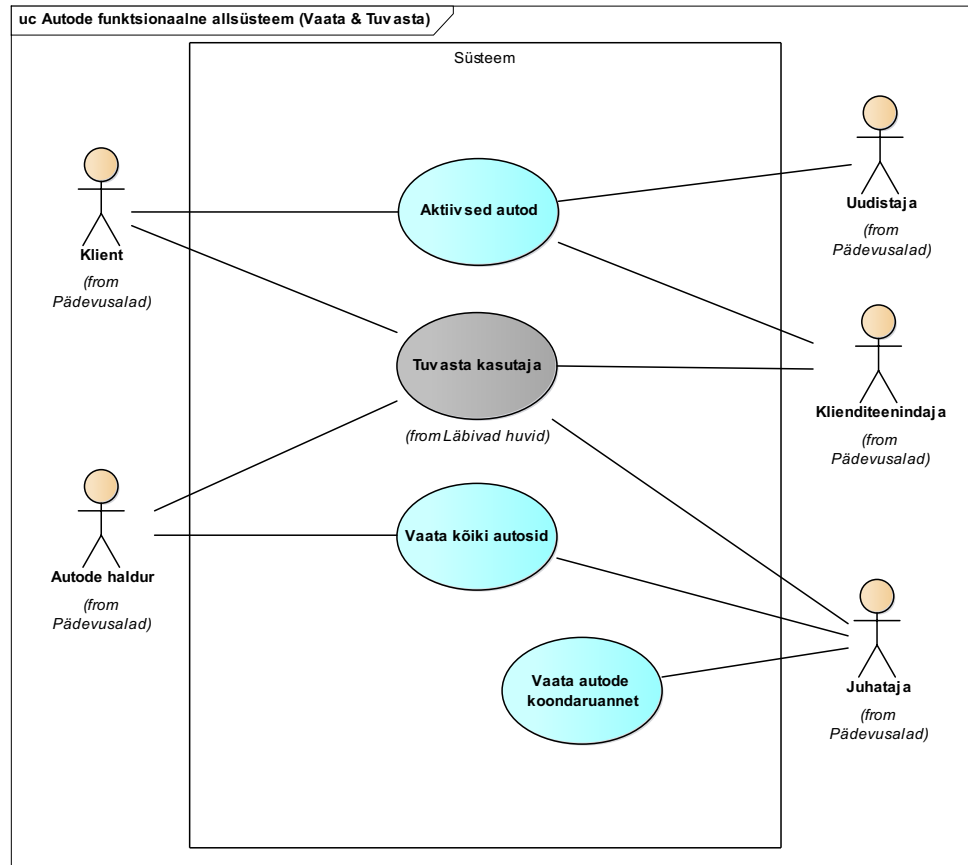 uc Autode funktsionaalne allsüsteem (Vaata & Tuvasta)
Süsteem
Klient
(from
Pädevusalad)
Aktiivsed autod
Uudistaja
(from
Pädevusalad)
Tuvasta kasutaja
(from Läbivad huvid)
Klienditeenindaja
(from
Pädevusalad)
Autode haldur
(from
Pädevusalad)
Vaata kõiki autosid
Vaata autode
koondaruannet
Juhataja
(from
Pädevusalad)